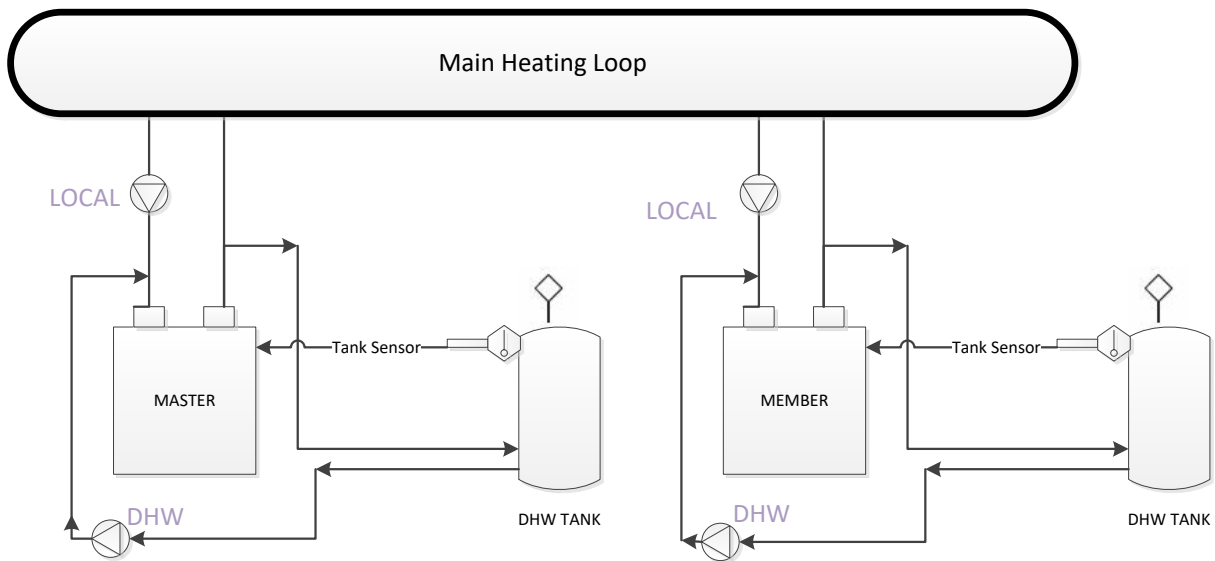 Main Heating Loop
LOCAL
LOCAL
Tank Sensor
Tank Sensor
MASTER
MEMBER
DHW
DHW
DHW TANK
DHW TANK